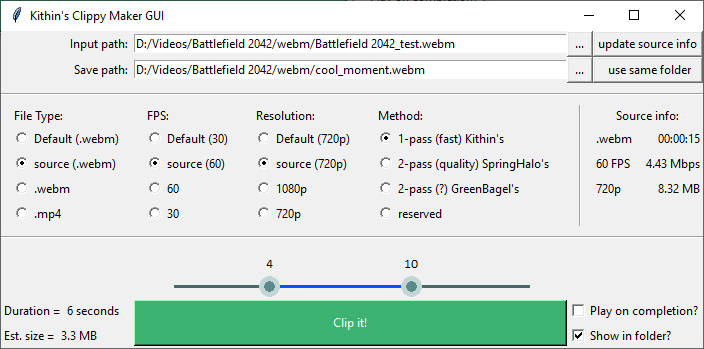 Kithin's Clippy Maker GUI
Input path: D:/Videos/Battlefield 2042/webm/Battlefield 2042_test.webm ... update source info
Save path: D:/Videos/Battlefield 2042/webm/cool_moment.webm ... use same folder
File Type: FPS: Resolution: Method: Source info:
Default (.webm) Default (30) Default (720p) 1-pass (fast) Kithin's .webm 00:00:15
source (.webm) source (60) source (720p) 2-pass (quality) SpringHalo's 60 FPS 4.43 Mbps
.webm 60 1080p 2-pass (?) GreenBagel's 720p 8.32 MB
.mp4 30 720p reserved
4 10
Duration = 6 seconds Clip it! Play on completion?
Est. size = 3.3 MB Show in folder?